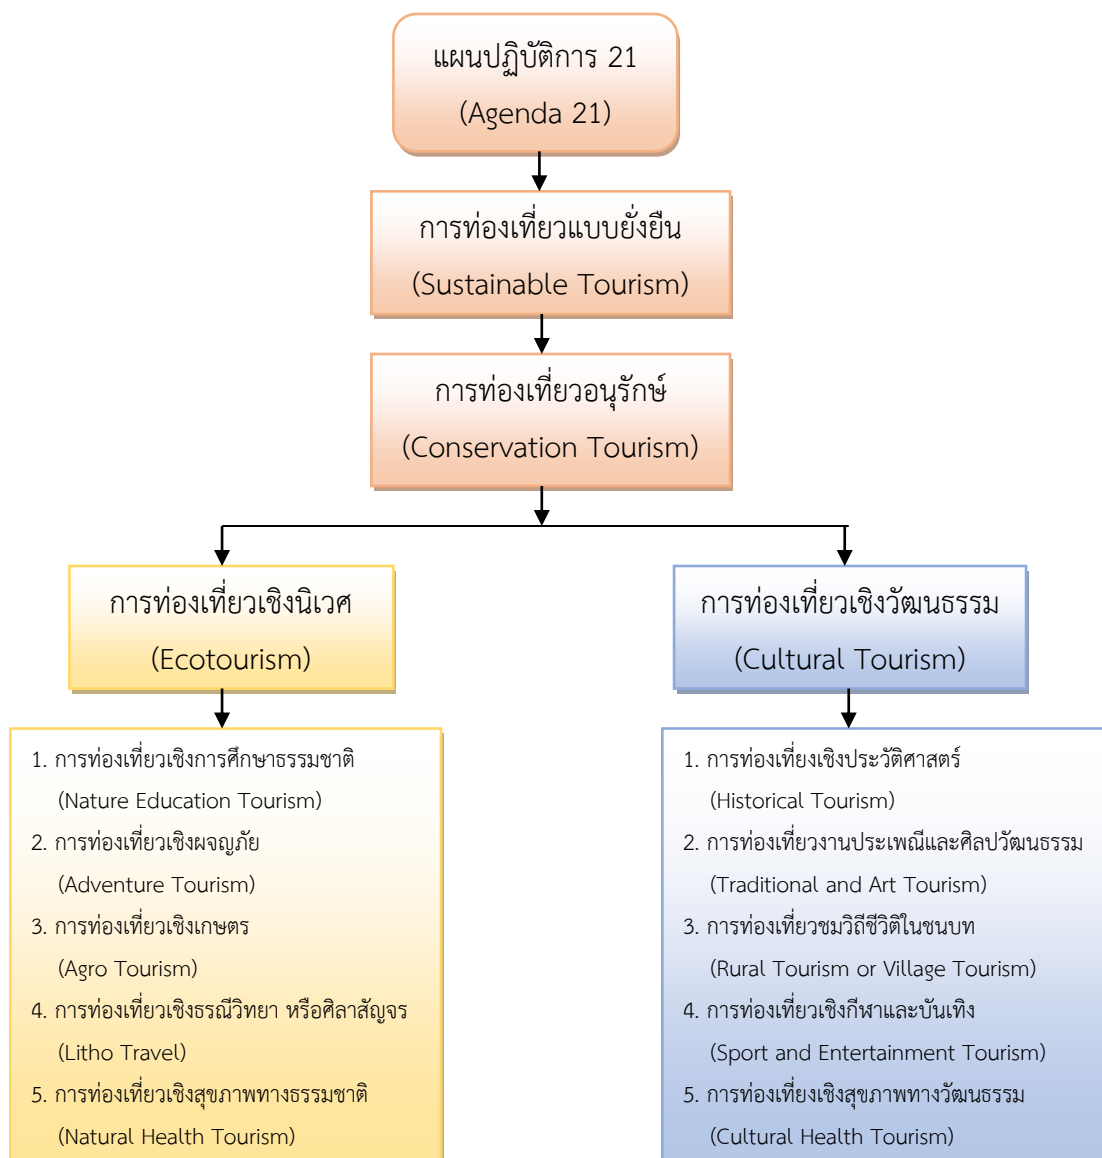 แผนปฏิบัติการ 21
(Agenda 21)
การท่องเที่ยวแบบยั่งยืน
(Sustainable Tourism)
การท่องเที่ยวอนุรักษ์
(Conservation Tourism)
การท่องเที่ยวเชิงนิเวศ
(Ecotourism)
1. การท่องเที่ยวเชิงการศึกษาธรรมชาติ
(Nature Education Tourism)
2. การท่องเที่ยวเชิงผจญภัย
(Adventure Tourism)
3. การท่องเที่ยวเชิงเกษตร
(Agro Tourism)
4. การท่องเที่ยวเชิงธรณีวิทยา หรือศิลาสัญจร
(Litho Travel)
5. การท่องเที่ยวเชิงสุขภาพทางธรรมชาติ
(Natural Health Tourism)
การท่องเที่ยวเชิงวัฒนธรรม
(Cultural Tourism)
1. การท่องเที่ยงเชิงประวัติศาสตร์
(Historical Tourism)
2. การท่องเที่ยวงานประเพณีและศิลปวัฒนธรรม
(Traditional and Art Tourism)
3. การท่องเที่ยวชมวิถีชีวิติในชนบท
(Rural Tourism or Village Tourism)
4. การท่องเที่ยวเชิงกีฬาและบันเทิง
(Sport and Entertainment Tourism)
5. การท่องเที่ยงเชิงสุขภาพทางวัฒนธรรม
(Cultural Health Tourism)